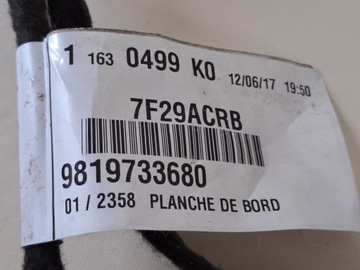 1 163 0499 K0 12/06/17 19:50
7F29ACRB
9819733680
01 / 2358 PLANCHE DE BORD